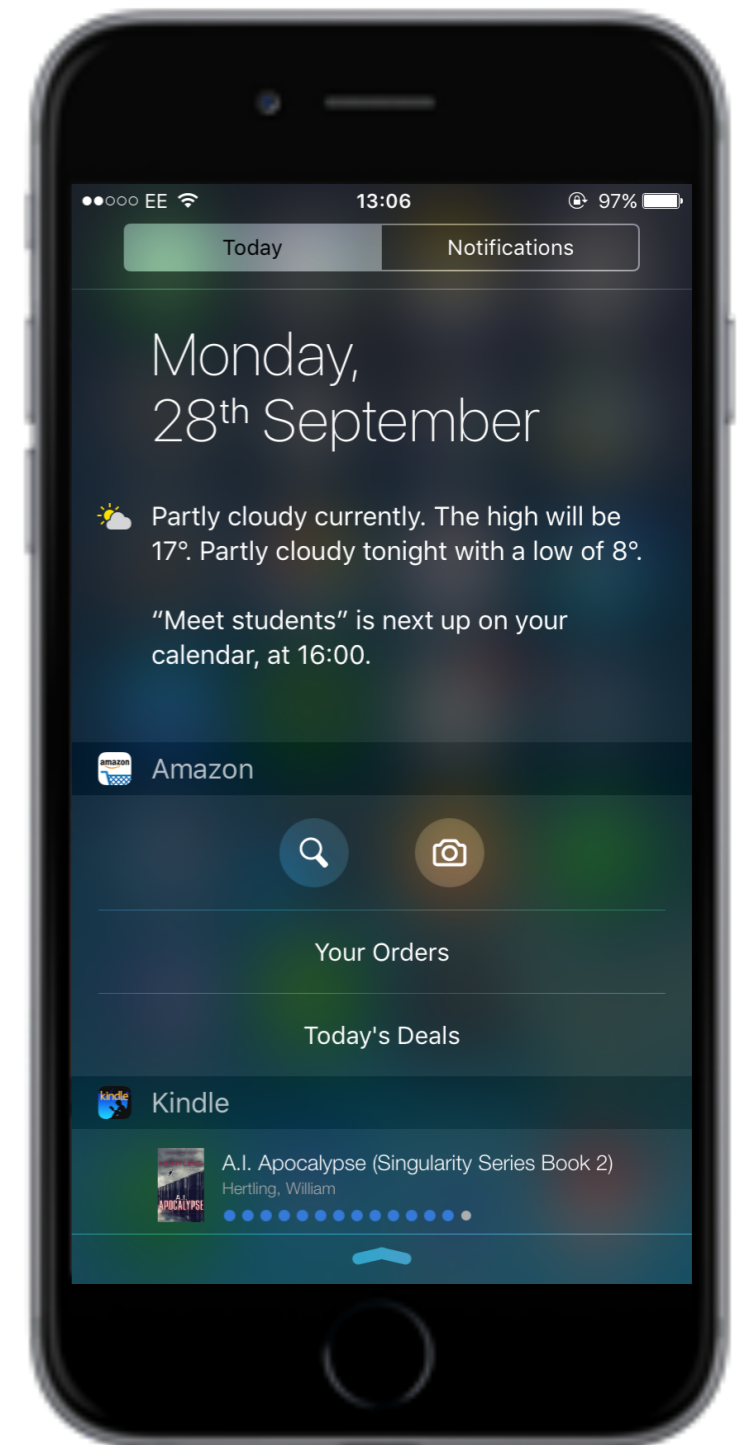 EE 13:06 97%
Today Notifications
Monday,
28th September
Partly cloudy currently. The high will be
17°. Partly cloudy tonight with a low of 8°.
“Meet students” is next up on your
calendar, at 16:00.
amazon
Amazon
Your Orders
Today's Deals
kindle
Kindle
A.I. Apocalypse (Singularity Series Book 2)
Hertling, William
A.I.
APOCALYPSE